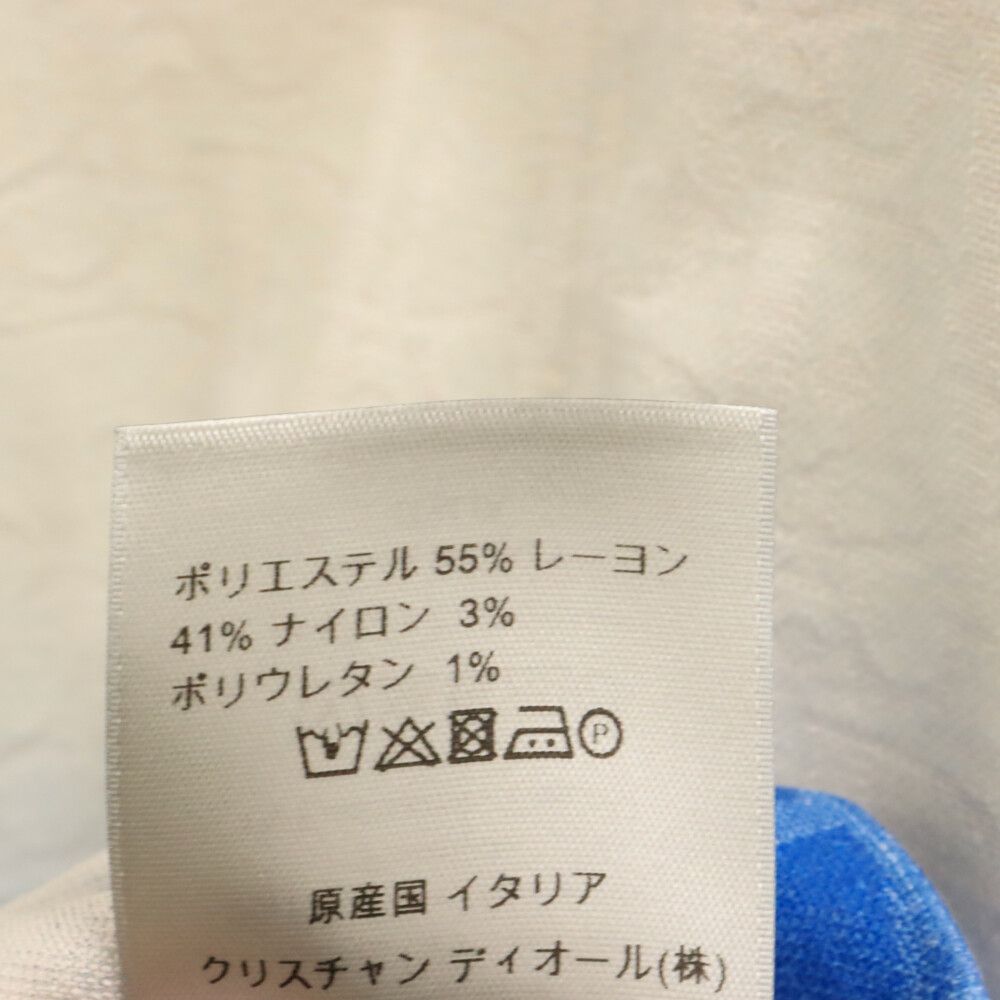 ポリエステル 55% レーヨン
41% ナイロン 3%
ポリウレタン 1%
P
原産国 イタリア
クリスチャン ディオール(株)